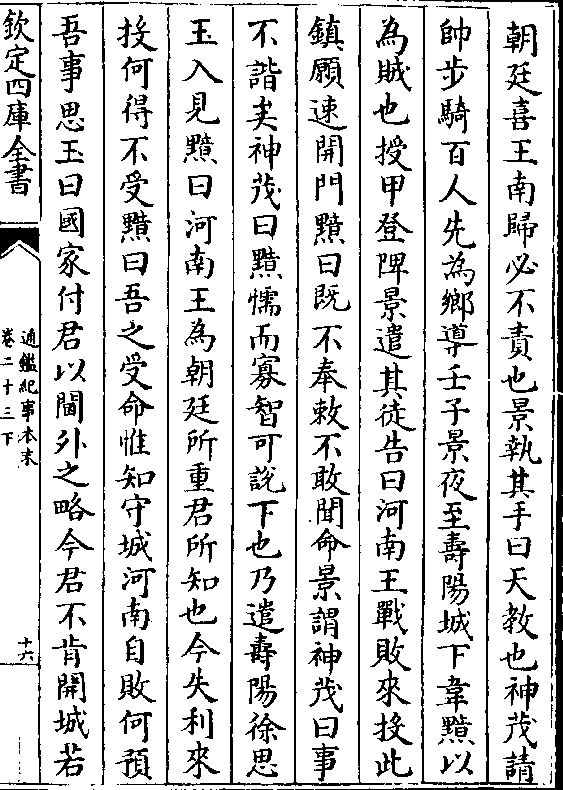 朝廷喜王南歸必不責也景執其手曰天教也神茂請
帥步騎百人先為鄉導壬子景夜至壽陽城下韋黯以
為賊也授甲登陴景遣其徒告曰河南王戰敗來投此
鎮願速開門黯曰既不奉敕不敢聞命景謂神茂曰事
不諧矣神茂曰黯懦而寡智可說下也乃遣壽陽徐思
玉入見黯曰河南王為朝廷所重君所知也今失利來
投何得不受黯曰吾之受命惟知守城河南自敗何預
吾事思玉曰國家付君以閫外之略今君不肯開城若
欽定四庫全書
通鑑紀事本末
卷二十三下
十六